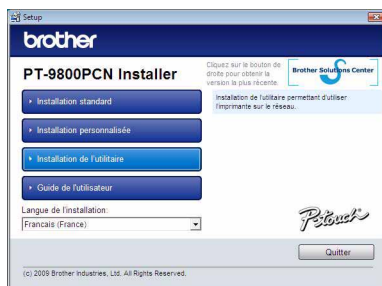 Setup
brother
PT-9800PCN Installer
Cliquez sur le bouton de
droite pour obtenir la
version la plus récente.
Brother Solutions Center
Installation standard
Installation personnalisée
Installation de l'utilitaire
Guide de l'utilisateur
Installation de l'utilitaire permettant d'utiliser
l'imprimante sur le réseau.
Langue de l'installation:
Francais (France)
P-touch
Quitter
(c) 2009 Brother Industries, Ltd. All Rights Reserved.